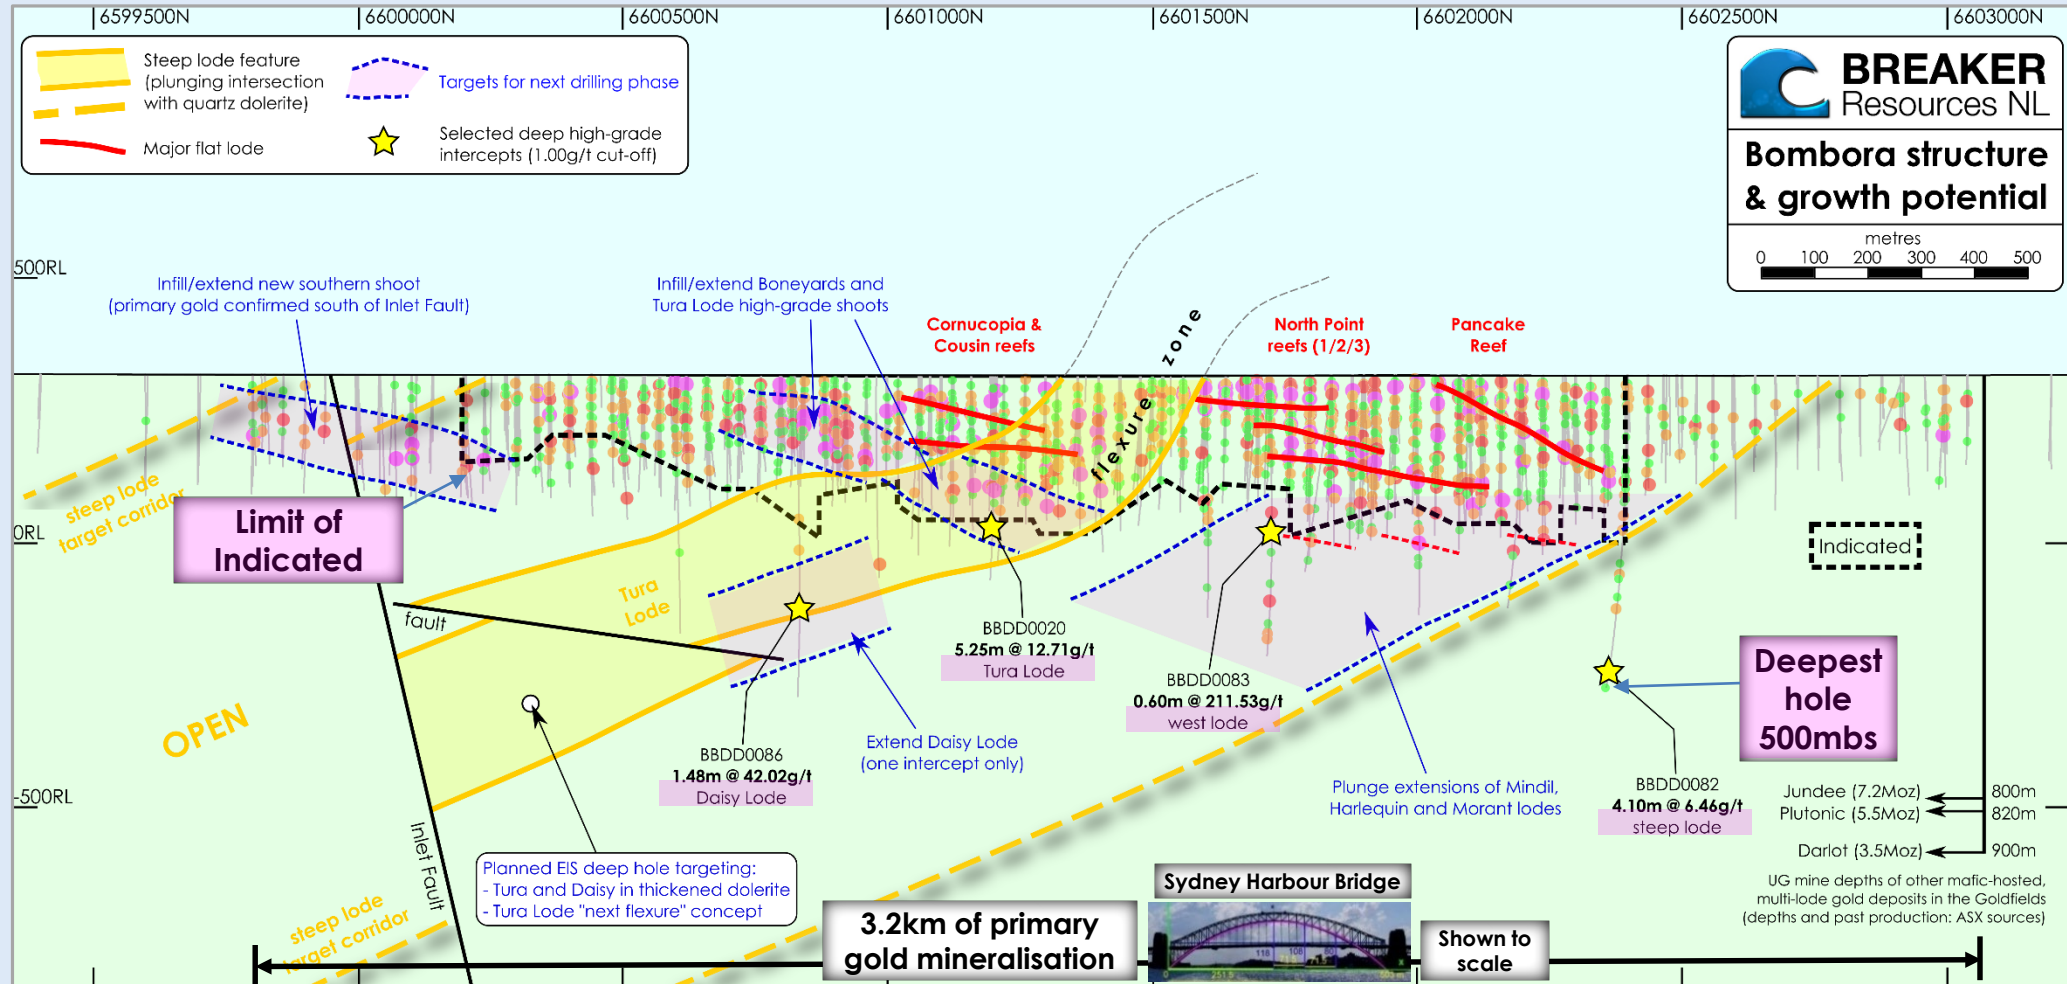 6599500N
6600000N
6600500N
6601000N
6601500N
6602000N
6602500N
6603000N
Steep lode feature
(plunging intersection
with quartz dolerite)
Major flat lode
Targets for next drilling phase
Selected deep high-grade
intercepts (1.00g/t cut-off)
BREAKER
Resources NL
Bombora structure
& growth potential
metres
0 100 200 300 400 500
500RL
Infill/extend new southern shoot
(primary gold confirmed south of Inlet Fault)
Infill/extend Boneyards and
Tura Lode high-grade shoots
Cornucopia &
Cousin reefs
flexure zone
North Point
reefs (1/2/3)
Pancake
Reef
steep lode
target corridor
Limit of
Indicated
0RL
Indicated
Tura
Lode
fault
OPEN
BBDD0020
5.25m @ 12.71g/t
Tura Lode
BBDD0083
0.60m @ 211.53g/t
west lode
Deepest
hole
500mbs
BBDD0086
1.48m @ 42.02g/t
Daisy Lode
Extend Daisy Lode
(one intercept only)
Plunge extensions of Mindil,
Harlequin and Morant lodes
BBDD0082
4.10m @ 6.46g/t
steep lode
-500RL
Jundee (7.2Moz) 800m
Plutonic (5.5Moz) 820m
Darlot (3.5Moz) 900m
UG mine depths of other mafic-hosted,
multi-lode gold deposits in the Goldfields
(depths and past production: ASX sources)
Inlet Fault
Planned EIS deep hole targeting:
- Tura and Daisy in thickened dolerite
- Tura Lode "next flexure" concept
steep lode
target corridor
3.2km of primary
gold mineralisation
Sydney Harbour Bridge
118
108
251.5
Shown to
scale